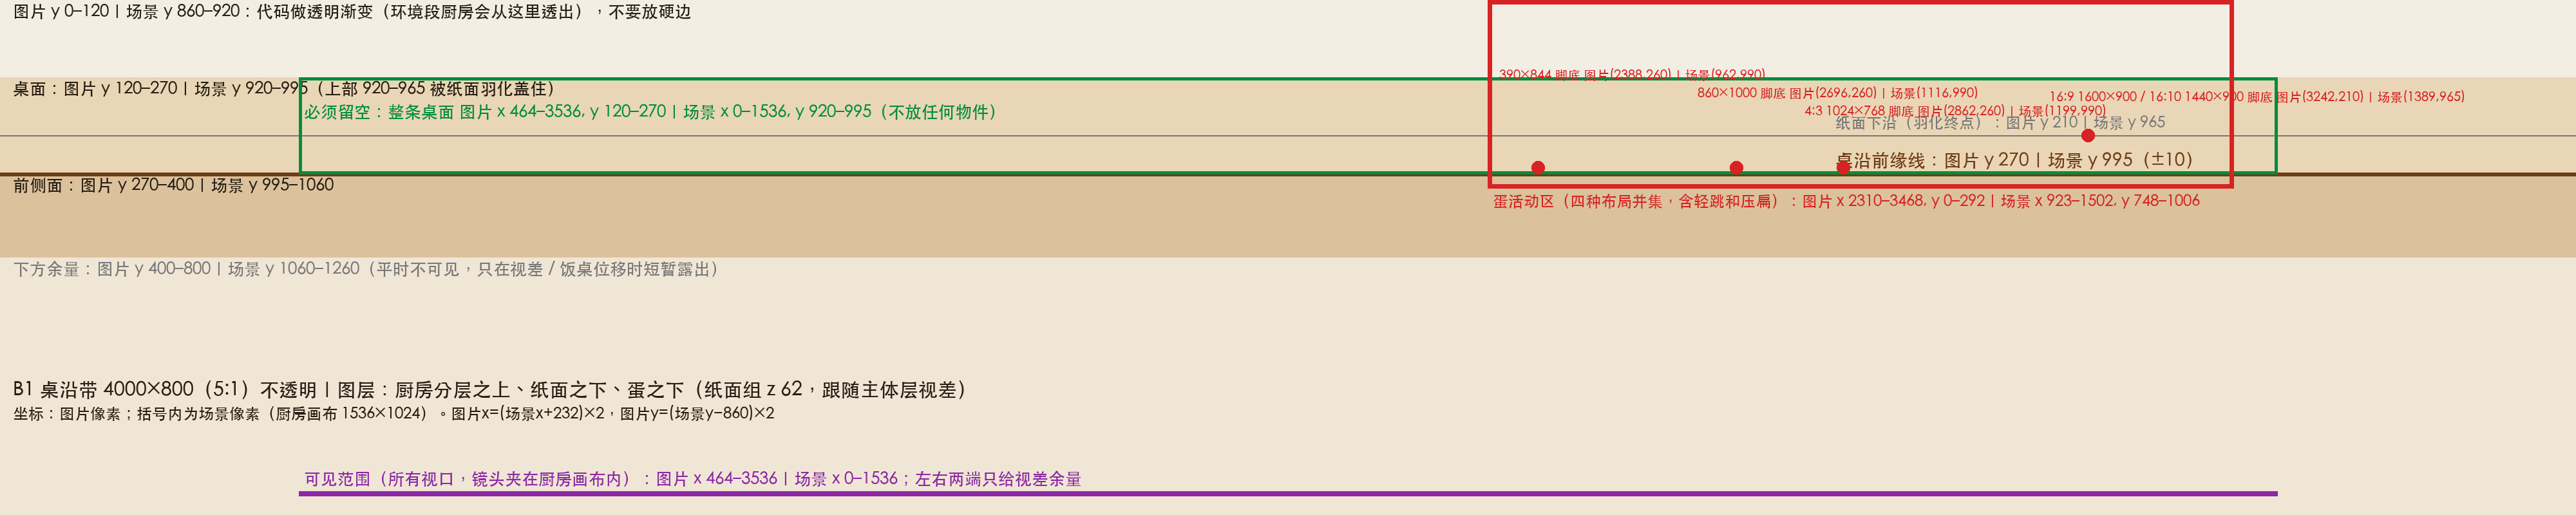 图片 y 0–120 | 场景 y 860–920：代码做透明渐变（环境段厨房会从这里透出），不要放硬边
390×844 脚底 图片(2388,260) | 场景(962,990)
桌面：图片 y 120–270 | 场景 y 920–995（上部 920–965 被纸面羽化盖住）
860×1000 脚底 图片(2696,260) | 场景(1116,990)
16:9 1600×900 / 16:10 1440×900 脚底 图片(3242,210) | 场景(1389,965)
必须留空：整条桌面 图片 x 464–3536, y 120–270 | 场景 x 0–1536, y 920–995（不放任何物件）
4:3 1024×768 脚底 图片(2862,260) | 场景(1199,990)
纸面下沿（羽化终点）：图片 y 210 | 场景 y 965
桌沿前缘线：图片 y 270 | 场景 y 995（±10）
前侧面：图片 y 270–400 | 场景 y 995–1060
蛋活动区（四种布局并集，含轻跳和压扁）：图片 x 2310–3468, y 0–292 | 场景 x 923–1502, y 748–1006
下方余量：图片 y 400–800 | 场景 y 1060–1260（平时不可见，只在视差 / 饭桌位移时短暂露出）
B1 桌沿带 4000×800（5:1）不透明 | 图层：厨房分层之上、纸面之下、蛋之下（纸面组 z 62，跟随主体层视差）
坐标：图片像素；括号内为场景像素（厨房画布 1536×1024）。图片x=(场景x+232)×2，图片y=(场景y−860)×2
可见范围（所有视口，镜头夹在厨房画布内）：图片 x 464–3536 | 场景 x 0–1536；左右两端只给视差余量